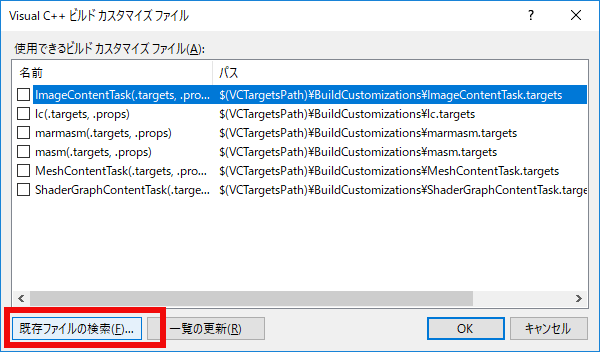 Visual C++ ビルド カスタマイズ ファイル
使用できるビルド カスタマイズ ファイル(A):
名前 パス
ImageContentTask(.targets, .pro... $(VCTargetsPath)¥BuildCustomizations¥ImageContentTask.targets
lc(.targets, .props) $(VCTargetsPath)¥BuildCustomizations¥lc.targets
marmasm(.targets, .props) $(VCTargetsPath)¥BuildCustomizations¥marmasm.targets
masm(.targets, .props) $(VCTargetsPath)¥BuildCustomizations¥masm.targets
MeshContentTask(.targets, .props) $(VCTargetsPath)¥BuildCustomizations¥MeshContentTask.targets
ShaderGraphContentTask(.targe... $(VCTargetsPath)¥BuildCustomizations¥ShaderGraphContentTask.targe
既存ファイルの検索(F)... 一覧の更新(R) OK キャンセル